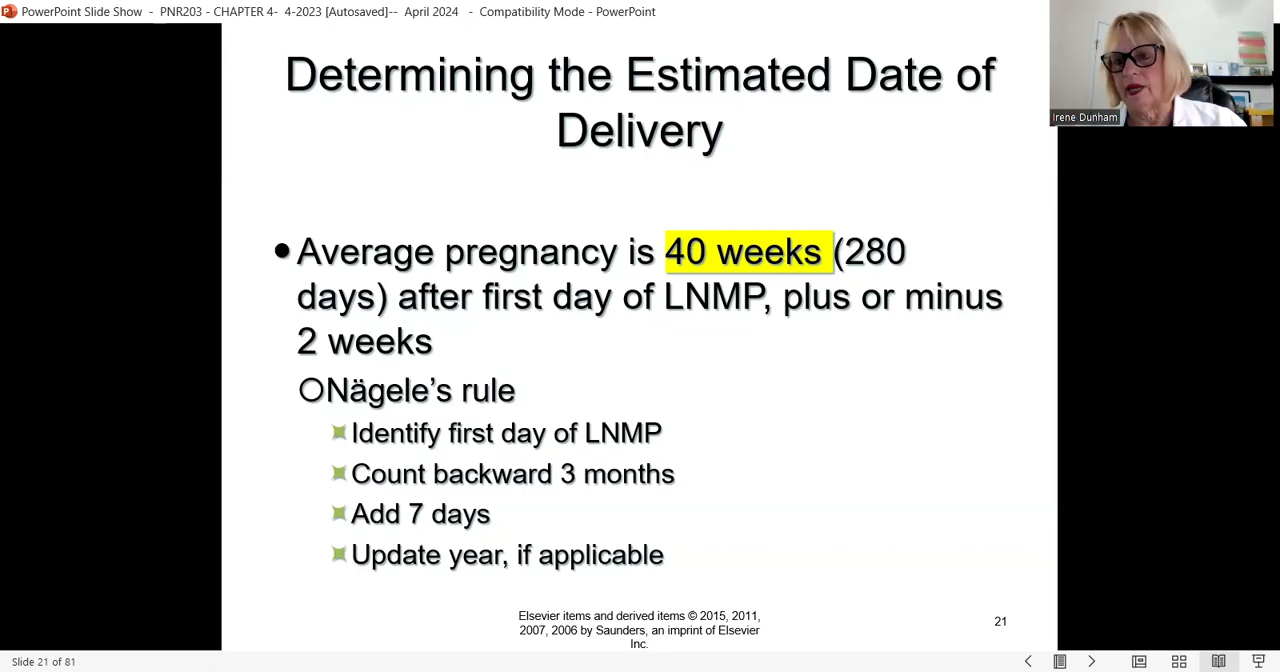 PowerPoint Slide Show - PNR203 - CHAPTER 4- 4-2023 [Autosaved]-- April 2024 - Compatibility Mode - PowerPoint
Determining the Estimated Date of
Delivery
Irene Dunham
Average pregnancy is 40 weeks (280
days) after first day of LNMP, plus or minus
2 weeks
Nägele’s rule
Identify first day of LNMP
Count backward 3 months
Add 7 days
Update year, if applicable
Elsevier items and derived items © 2015, 2011,
2007, 2006 by Saunders, an imprint of Elsevier
Inc.
21
Slide 21 of 81